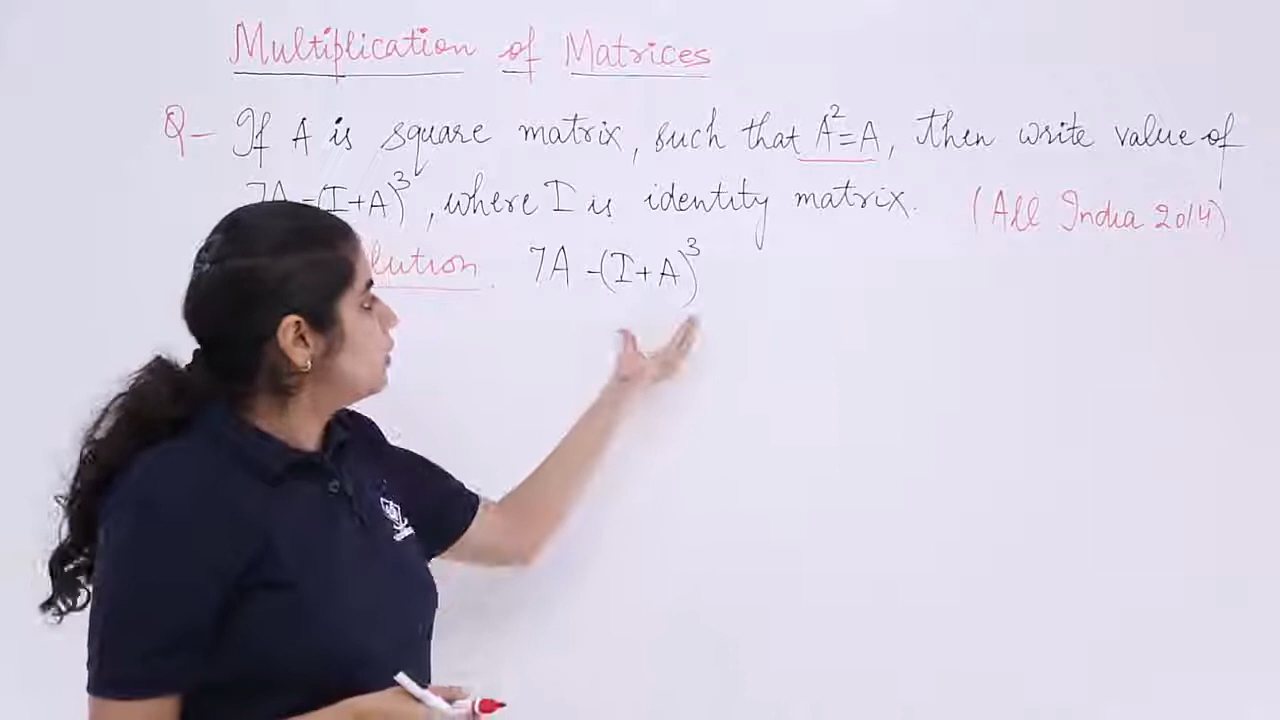 Multiplication of Matrices
Q- If A is square matrix, such that A²=A, then write value of
7A-(I+A)³, where I is identity matrix. (All India 2014)
lution. 7A-(I+A)³